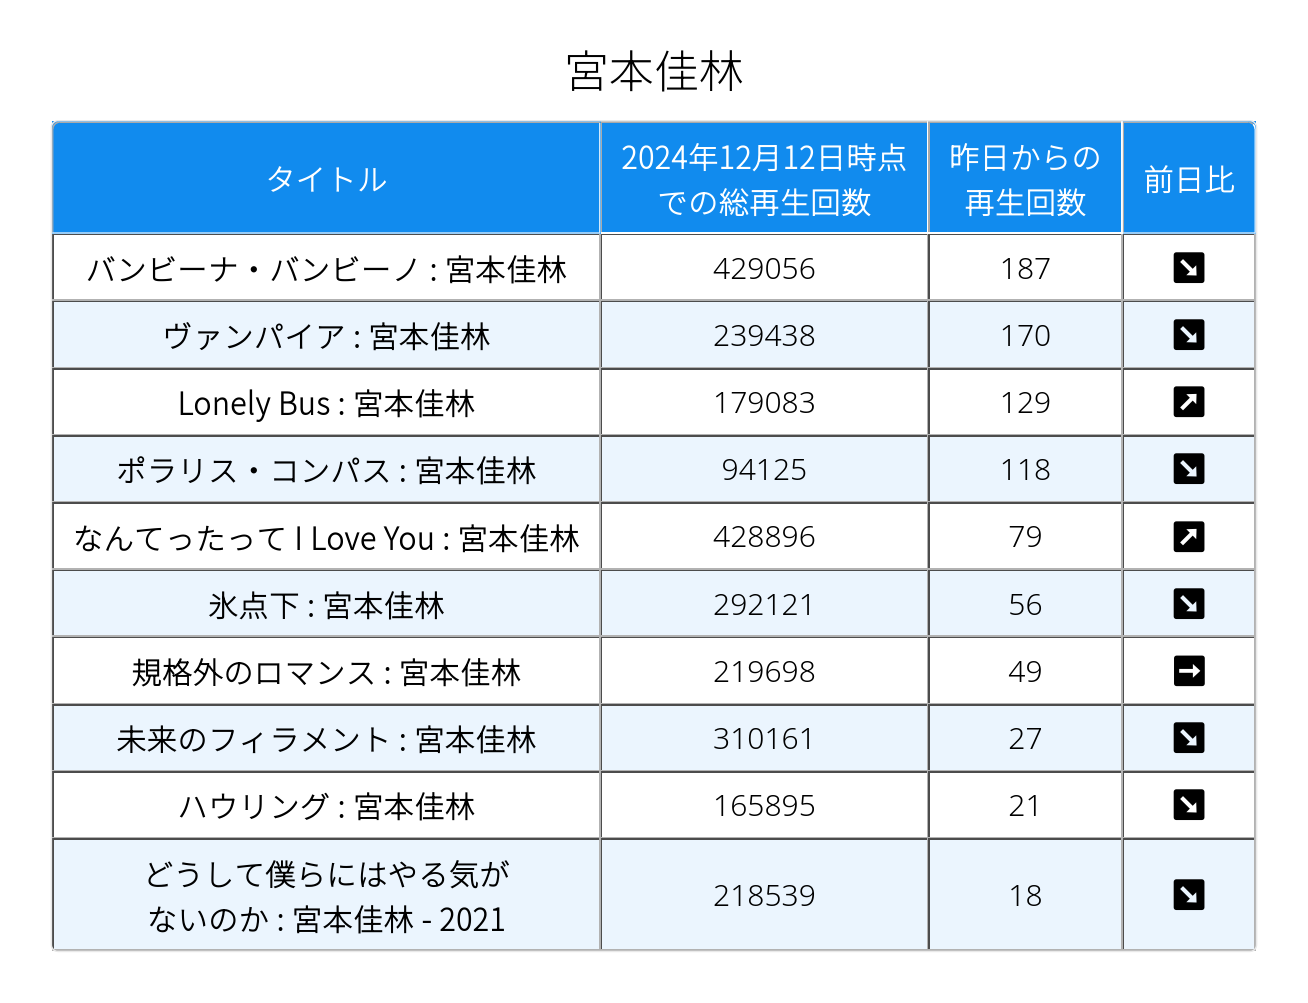 宮本佳林
タイトル
2024年12月12日時点
での総再生回数
昨日からの
再生回数
前日比
バンビーナ・バンビーノ : 宮本佳林
429056
187
↘
ヴァンパイア : 宮本佳林
239438
170
↘
Lonely Bus : 宮本佳林
179083
129
↗
ポラリス・コンパス : 宮本佳林
94125
118
↘
なんてったって I Love You : 宮本佳林
428896
79
↗
氷点下 : 宮本佳林
292121
56
↘
規格外のロマンス : 宮本佳林
219698
49
→
未来のフィラメント : 宮本佳林
310161
27
↘
ハウリング : 宮本佳林
165895
21
↘
どうして僕らにはやる気が
ないのか : 宮本佳林 - 2021
218539
18
↘